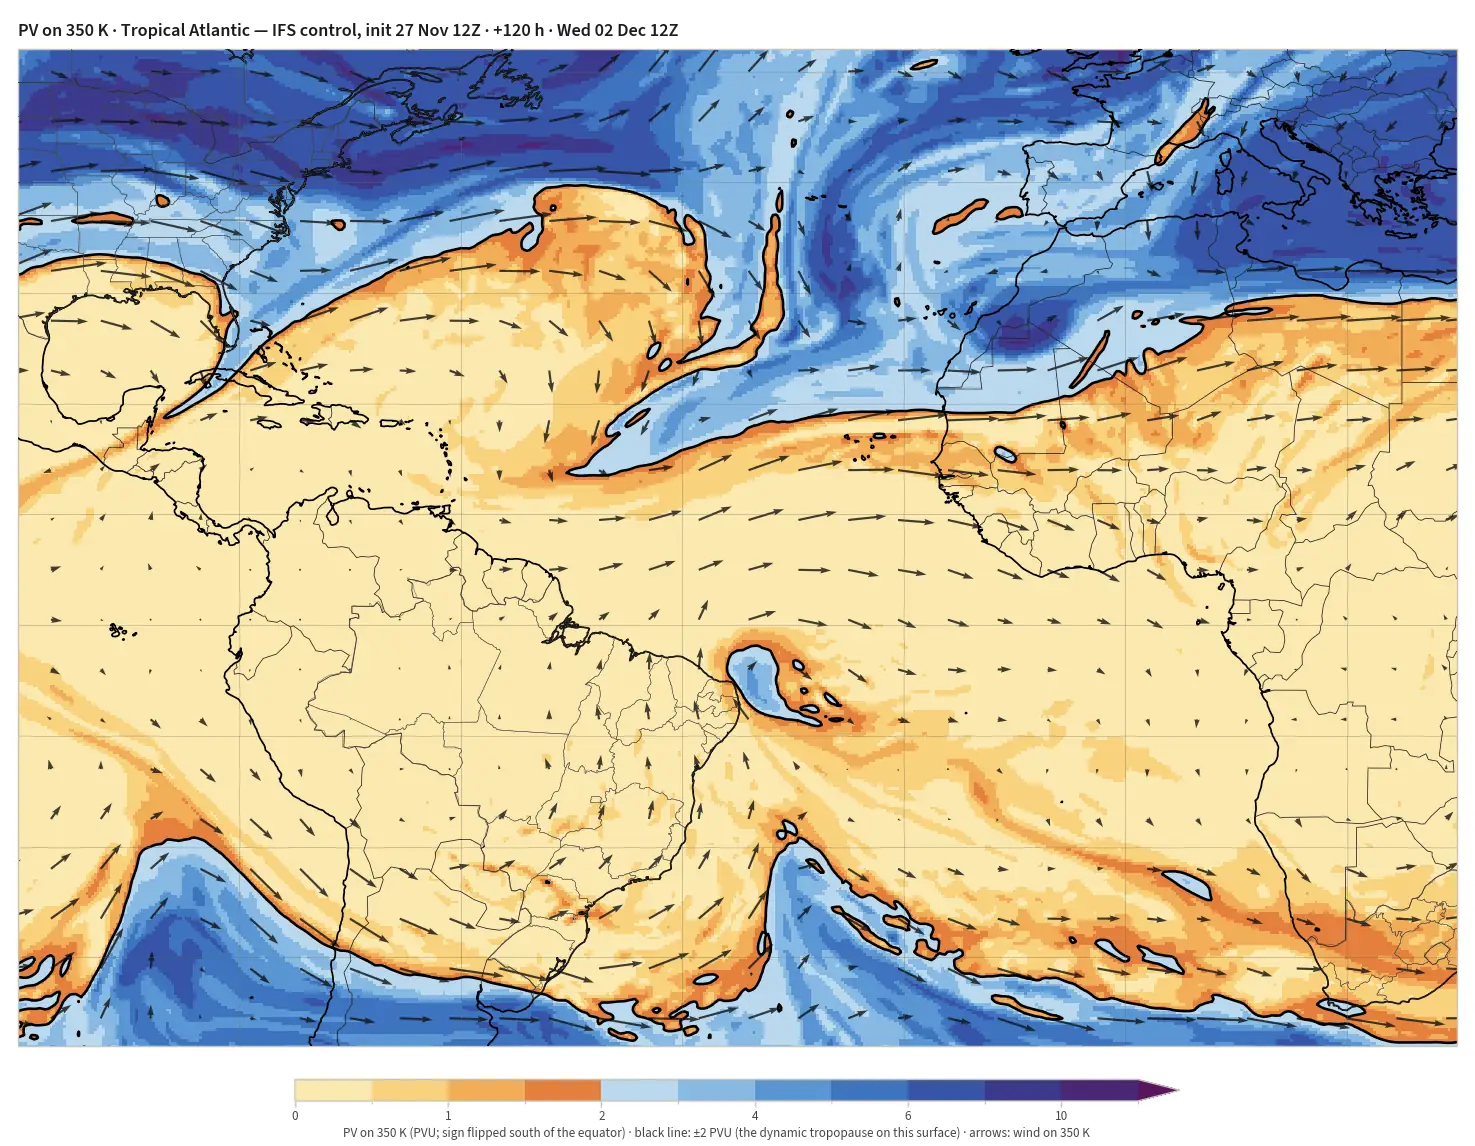 PV on 350 K · Tropical Atlantic — IFS control, init 27 Nov 12Z · +120 h · Wed 02 Dec 12Z
0 1 2 4 6 10
PV on 350 K (PVU; sign flipped south of the equator) · black line: ±2 PVU (the dynamic tropopause on this surface) · arrows: wind on 350 K